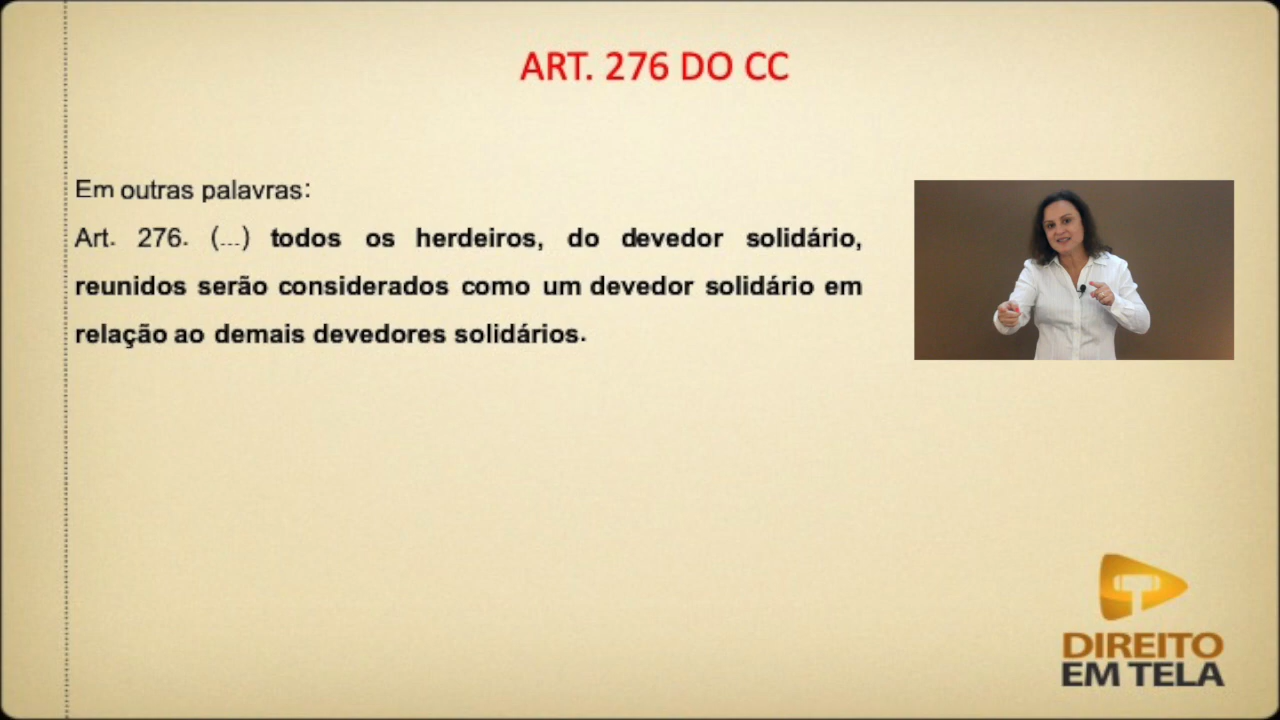 ART. 276 DO CC
Em outras palavras:
Art. 276. (...) todos os herdeiros, do devedor solidário,
reunidos serão considerados como um devedor solidário em
relação ao demais devedores solidários.
DIREITO
EM TELA